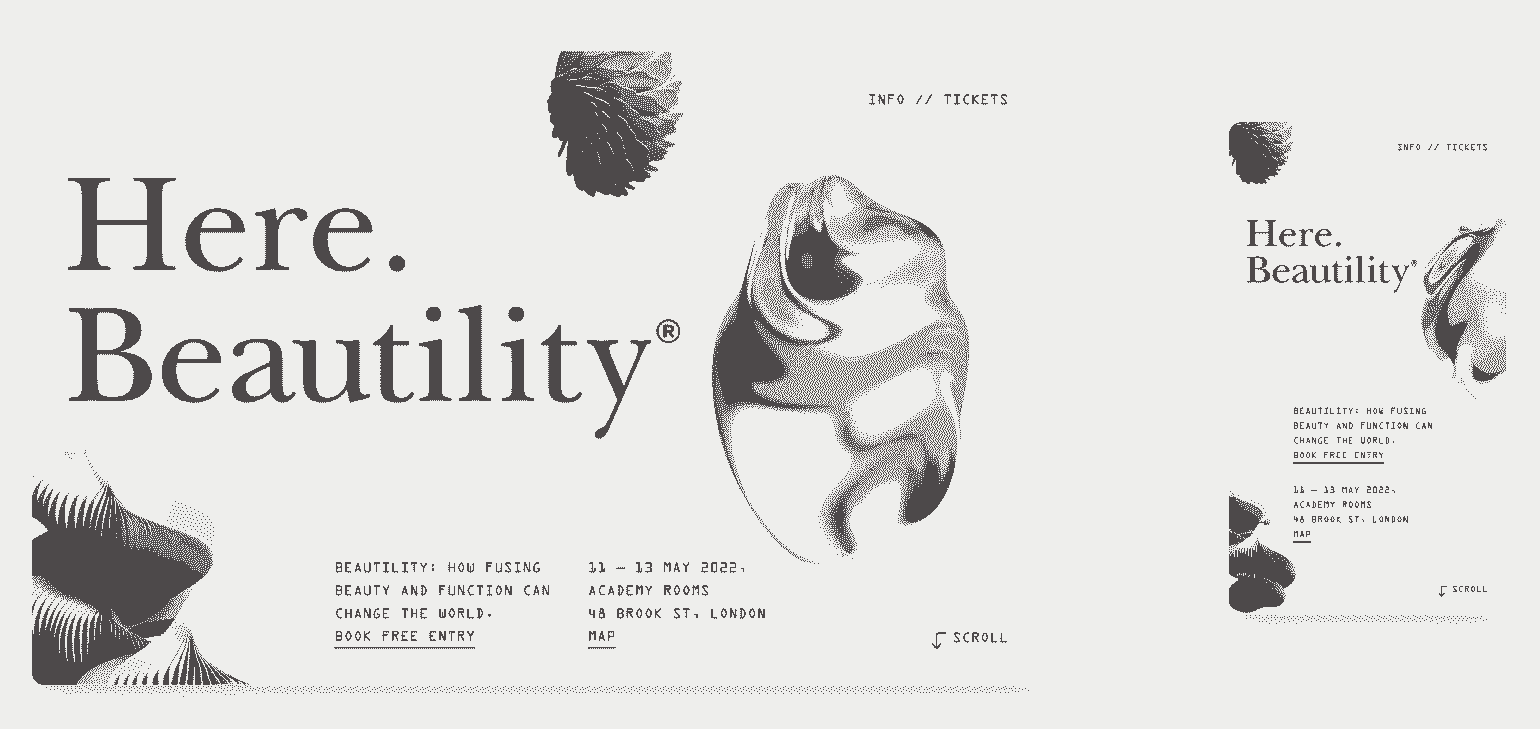 INFO // TICKETS
Here.
Beautility®
BEAUTILITY: HOW FUSING
BEAUTY AND FUNCTION CAN
CHANGE THE WORLD.
BOOK FREE ENTRY
11 – 13 MAY 2022,
ACADEMY ROOMS
48 BROOK ST, LONDON
MAP
SCROLL
INFO // TICKETS
Here.
Beautility®
BEAUTILITY: HOW FUSING
BEAUTY AND FUNCTION CAN
CHANGE THE WORLD.
BOOK FREE ENTRY
11 – 13 MAY 2022,
ACADEMY ROOMS
48 BROOK ST, LONDON
MAP
SCROLL